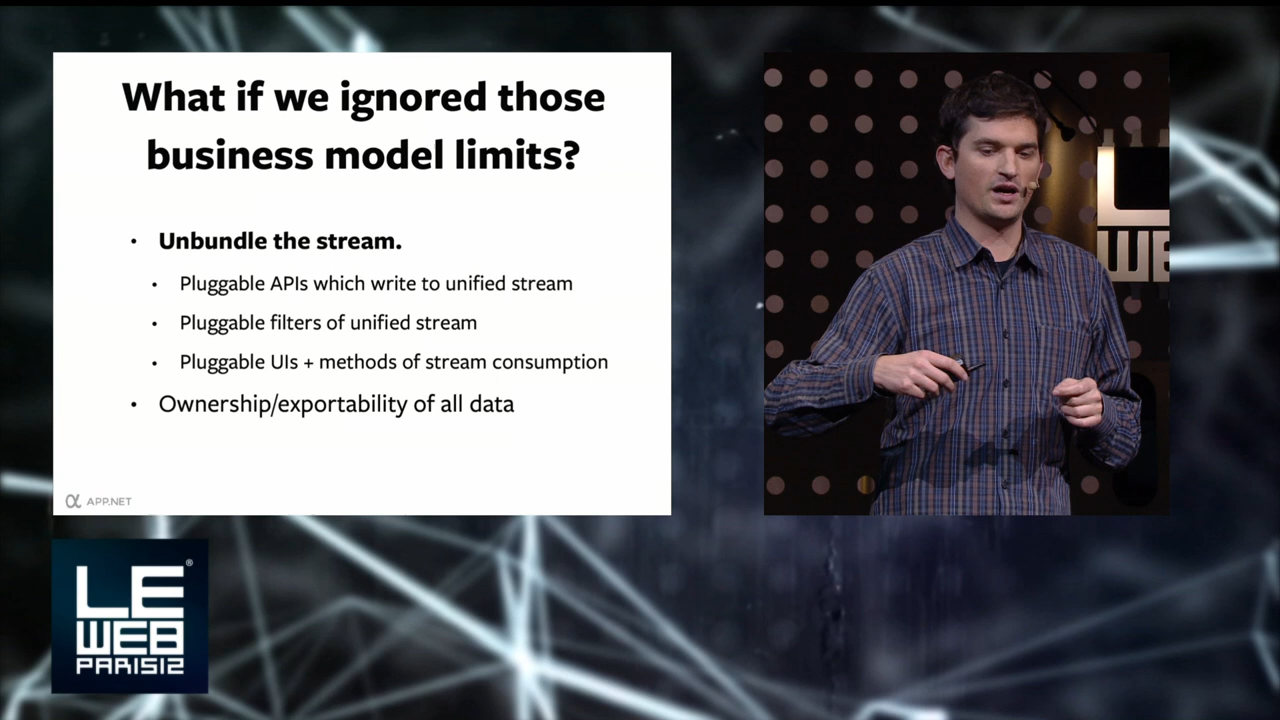 What if we ignored those
business model limits?
• Unbundle the stream.
• Pluggable APIs which write to unified stream
• Pluggable filters of unified stream
• Pluggable UIs + methods of stream consumption
• Ownership/exportability of all data
α APP.NET
LE
WE
LE®
WEB
PARIS12